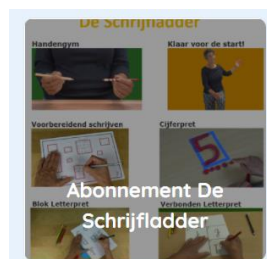 De Schrijfladder
Handengym
Klaar voor de start!
Voorbereidend schrijven
Cijferpret
Abonnement De
Schrijfladder
Blok Letterpret
Verbonden Letterpret